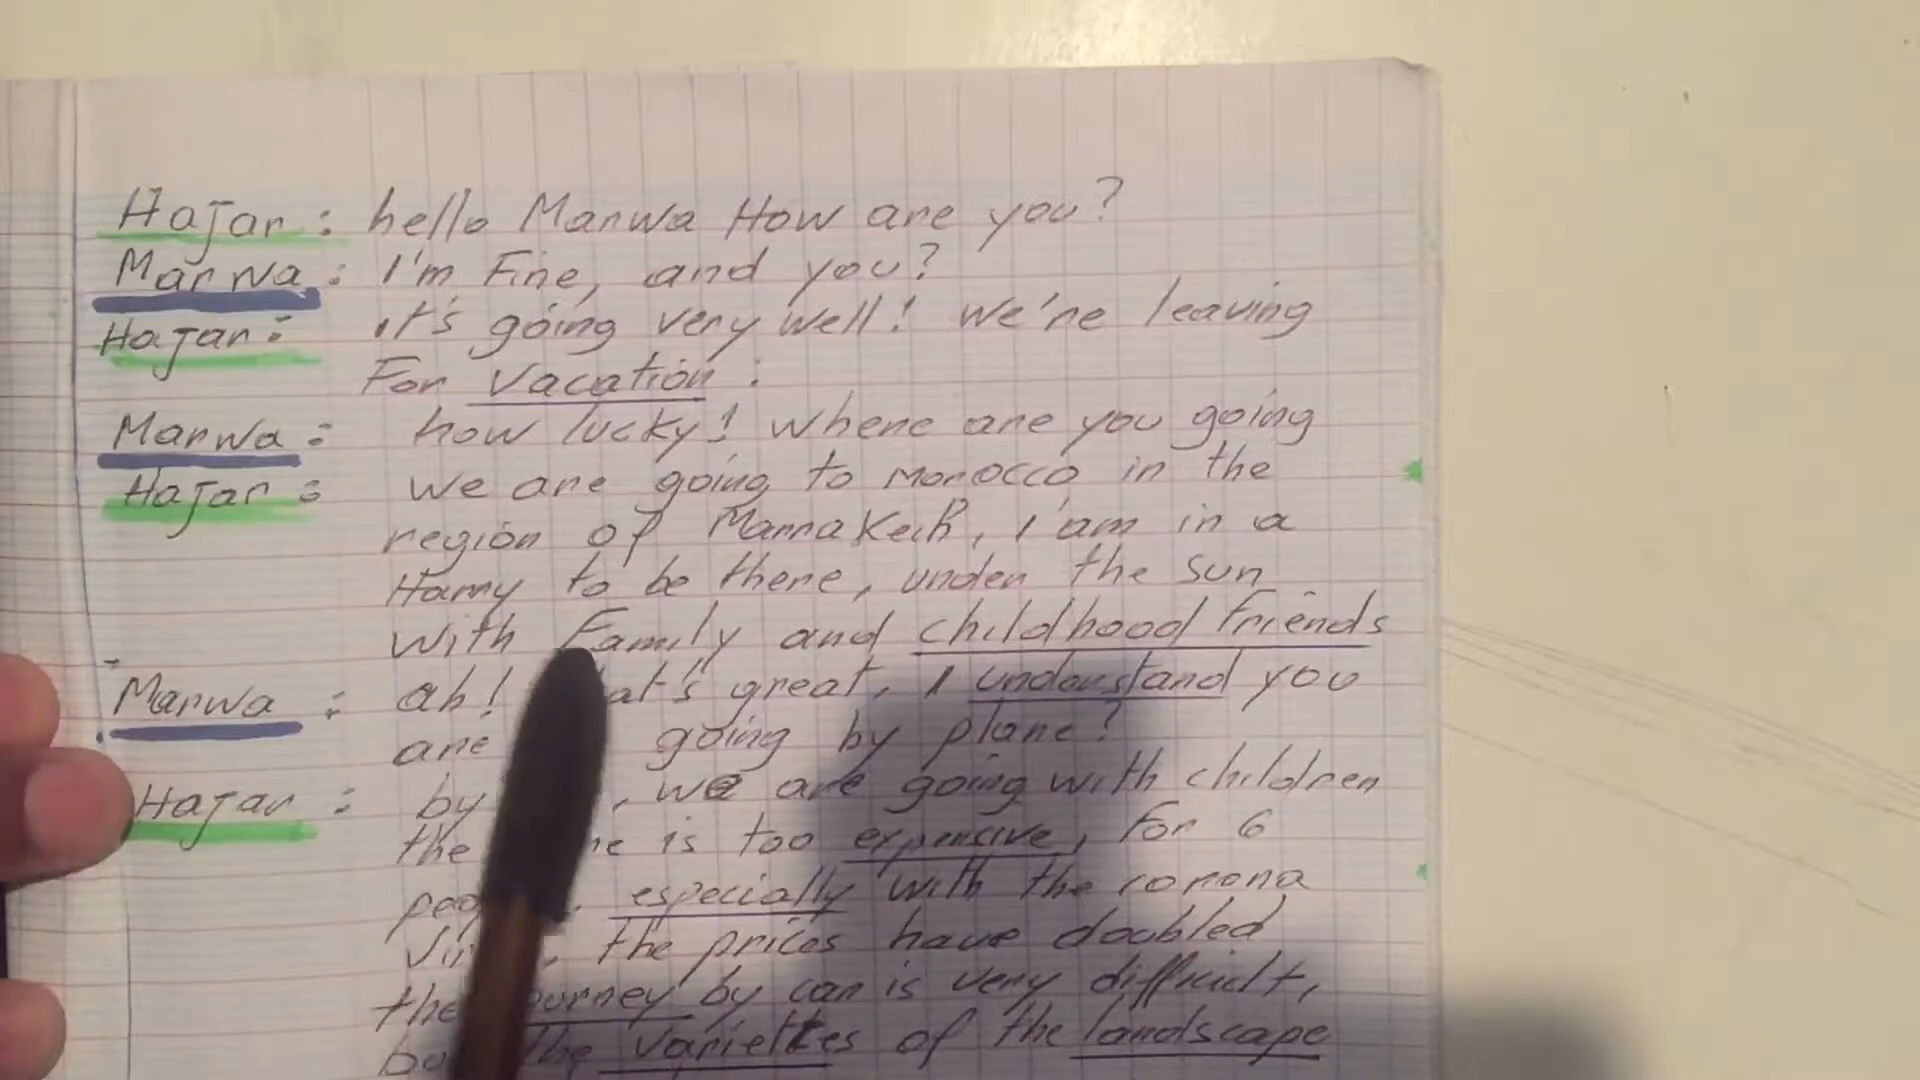 Hajar : hello Marwa How are you?
Marwa : I'm Fine, and you?
Hajar : it's going very well! we're leaving
For vacation :
Marwa : how lucky! where are you going
Hajar : we are going to Morocco in the
region of Marrakech, I'am in a
Harry to be there, under the sun
with Family and childhood friends
Marwa : ah! great, I understand you
are going by plane?
Hajar : by , we are going with children
the is too expensive, For 6
especially with the corona
, the prices have doubled
the by car is very difficult,
the varieties of the landscape